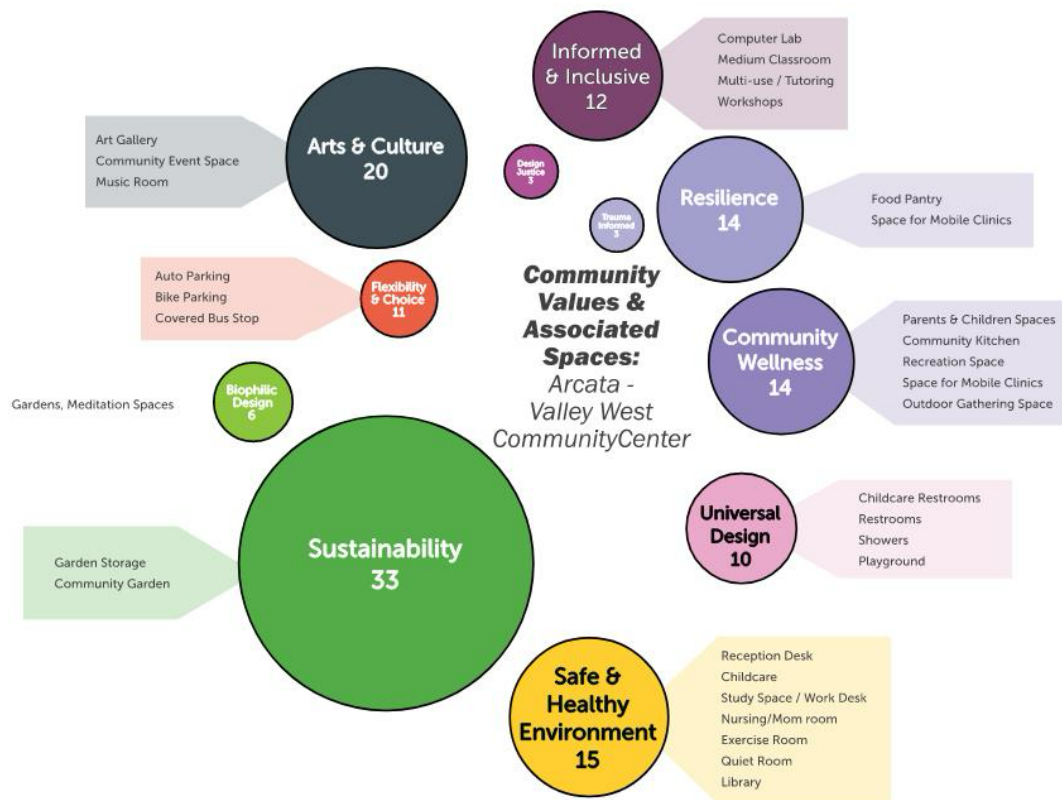 Informed
& Inclusive
12
Computer Lab
Medium Classroom
Multi-use / Tutoring
Workshops
Arts & Culture
20
Art Gallery
Community Event Space
Music Room
Design
Justice
3
Trauma
Informed
3
Resilience
14
Food Pantry
Space for Mobile Clinics
Flexibility
& Choice
11
Auto Parking
Bike Parking
Covered Bus Stop
Community
Values &
Associated
Spaces:
Arcata -
Valley West
CommunityCenter
Community
Wellness
14
Parents & Children Spaces
Community Kitchen
Recreation Space
Space for Mobile Clinics
Outdoor Gathering Space
Biophilic
Design
6
Gardens, Meditation Spaces
Sustainability
33
Garden Storage
Community Garden
Universal
Design
10
Childcare Restrooms
Restrooms
Showers
Playground
Safe &
Healthy
Environment
15
Reception Desk
Childcare
Study Space / Work Desk
Nursing/Mom room
Exercise Room
Quiet Room
Library